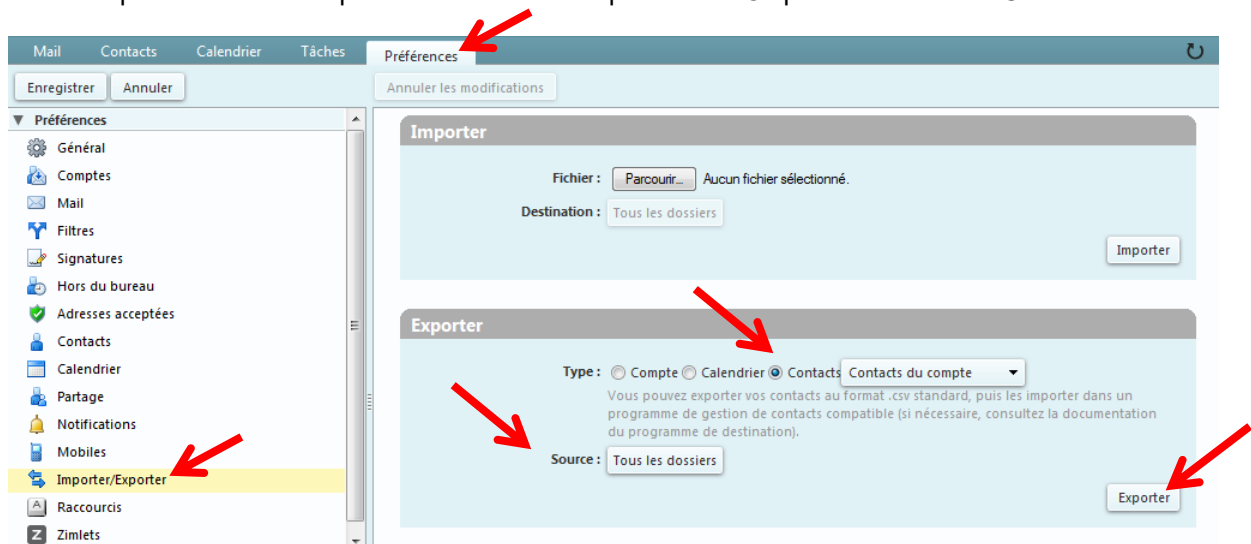 Mail Contacts Calendrier Tâches Préférences
Enregistrer Annuler Annuler les modifications
Préférences
Général
Comptes
Mail
Filtres
Signatures
Hors du bureau
Adresses acceptées
Contacts
Calendrier
Partage
Notifications
Mobiles
Importer/Exporter
Raccourcis
Z Zimlets
Importer
Fichier : Parcourir... Aucun fichier sélectionné.
Destination : Tous les dossiers
Importer
Exporter
Type : Compte Calendrier Contacts Contacts du compte
Vous pouvez exporter vos contacts au format .csv standard, puis les importer dans un
programme de gestion de contacts compatible (si nécessaire, consultez la documentation
du programme de destination).
Source : Tous les dossiers
Exporter